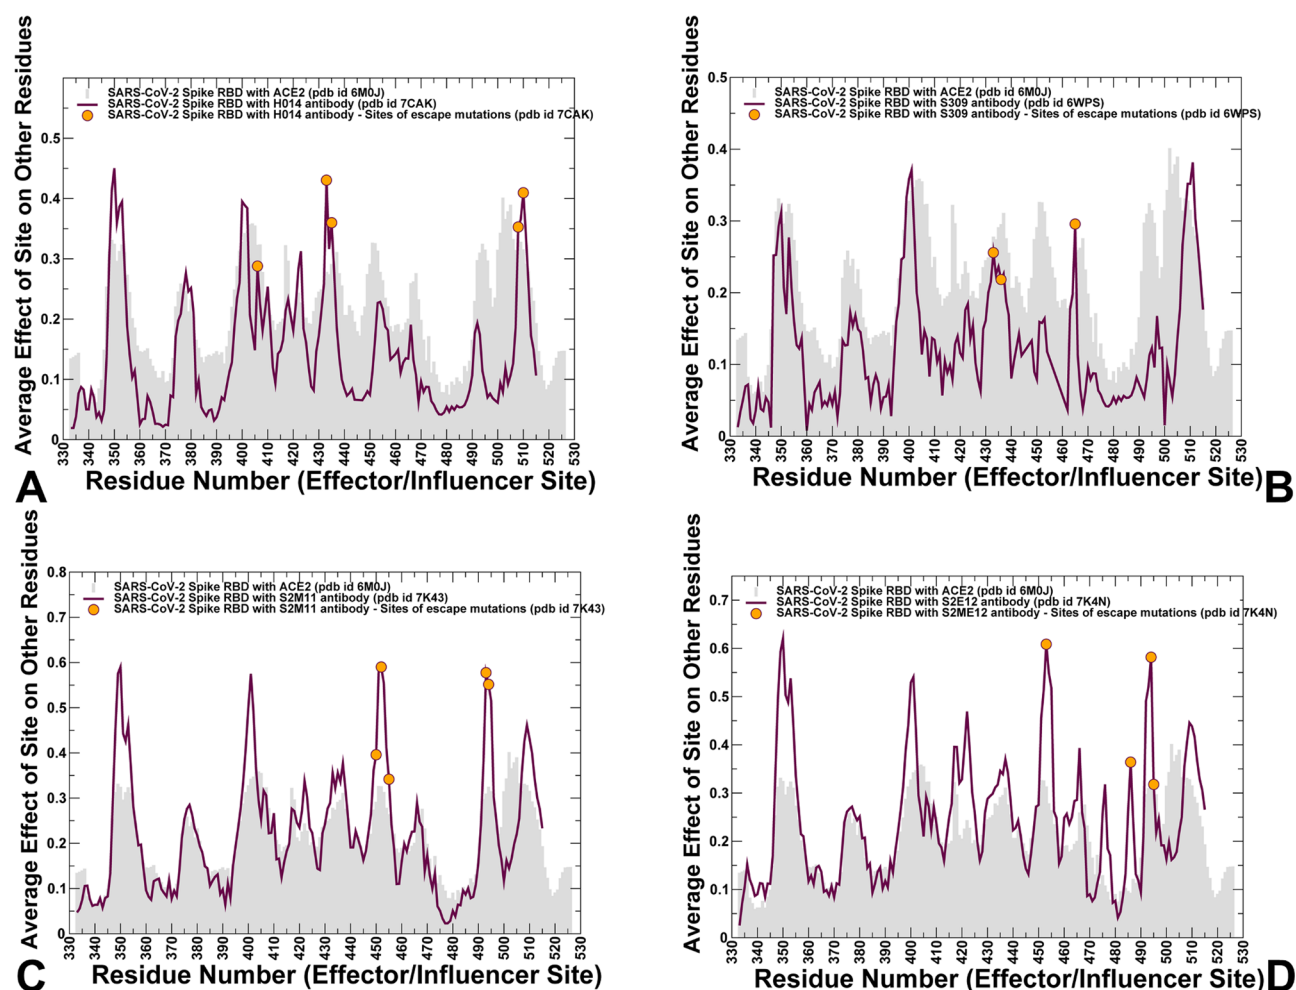 Average Effect of Site on Other Residues
SARS-CoV-2 Spike RBD with ACE2 (pdb id 6M0J)
SARS-CoV-2 Spike RBD with H014 antibody (pdb id 7CAK)
SARS-CoV-2 Spike RBD with H014 antibody - Sites of escape mutations (pdb id 7CAK)
0.5
0.4
0.3
0.2
0.1
0
330 340 350 360 370 380 390 400 410 420 430 440 450 460 470 480 490 500 510 520 530
Residue Number (Effector/Influencer Site)
A
Average Effect of Site on Other Residues
SARS-CoV-2 Spike RBD with ACE2 (pdb id 6M0J)
SARS-CoV-2 Spike RBD with S309 antibody (pdb id 6WPS)
SARS-CoV-2 Spike RBD with S309 antibody - Sites of escape mutations (pdb id 6WPS)
0.5
0.4
0.3
0.2
0.1
0
330 340 350 360 370 380 390 400 410 420 430 440 450 460 470 480 490 500 510 520 530
Residue Number (Effector/Influencer Site)
B
Average Effect of Site on Other Residues
SARS-CoV-2 Spike RBD with ACE2 (pdb id 6M0J)
SARS-CoV-2 Spike RBD with S2M11 antibody (pdb id 7K43)
SARS-CoV-2 Spike RBD with S2M11 antibody - Sites of escape mutations (pdb id 7K43)
0.8
0.7
0.6
0.5
0.4
0.3
0.2
0.1
0
330 340 350 360 370 380 390 400 410 420 430 440 450 460 470 480 490 500 510 520 530
Residue Number (Effector/Influencer Site)
C
Average Effect of Site on Other Residues
SARS-CoV-2 Spike RBD with ACE2 (pdb id 6M0J)
SARS-CoV-2 Spike RBD with S2E12 antibody (pdb id 7K4N)
SARS-CoV-2 Spike RBD with S2ME12 antibody - Sites of escape mutations (pdb id 7K4N)
0.7
0.6
0.5
0.4
0.3
0.2
0.1
0
330 340 350 360 370 380 390 400 410 420 430 440 450 460 470 480 490 500 510 520 530
Residue Number (Effector/Influencer Site)
D